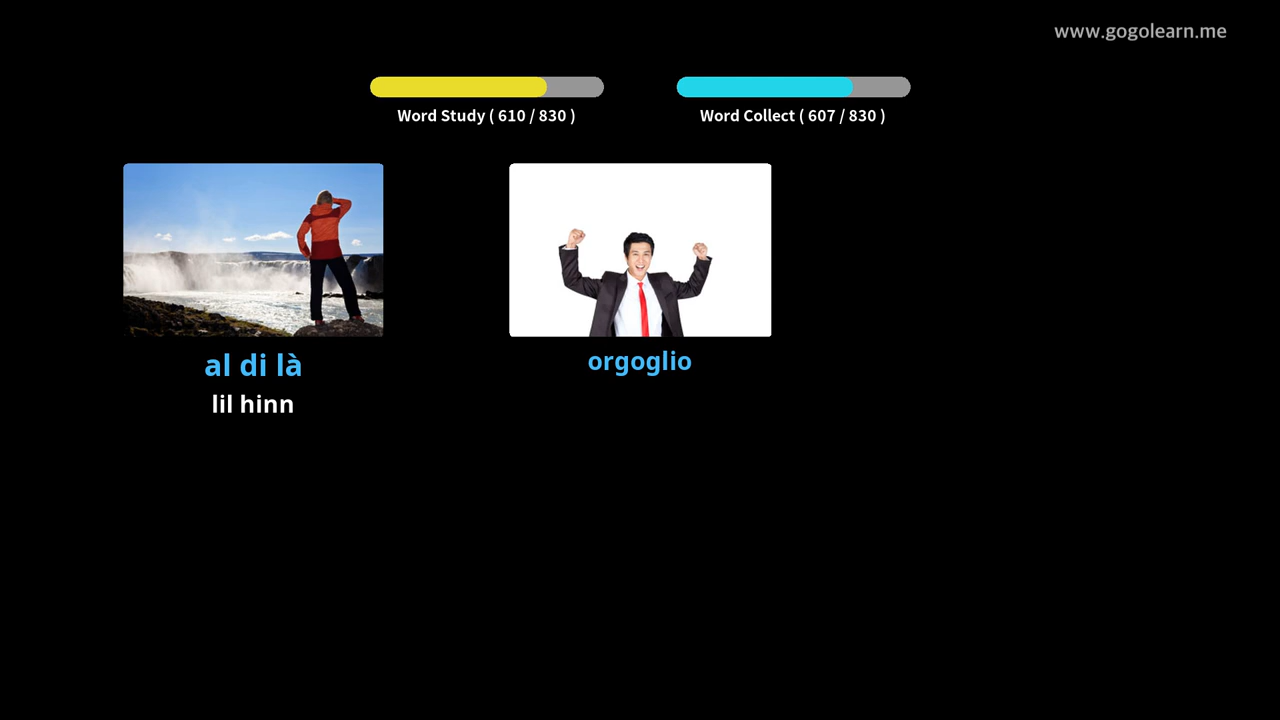 www.gogolearn.me
Word Study ( 610 / 830 )
Word Collect ( 607 / 830 )
al di là
lil hinn
orgoglio